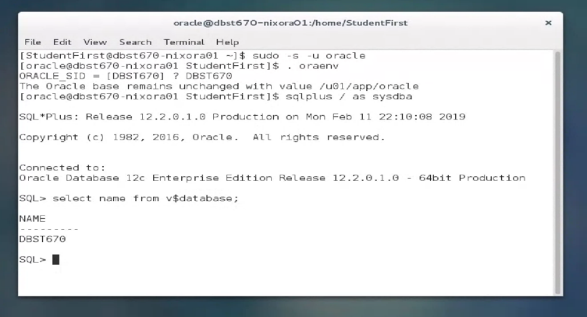 oracle@dbst670-nixora01:/home/StudentFirst
File Edit View Search Terminal Help
[StudentFirst@dbst670-nixora01 ~]$ sudo -s -u oracle
[oracle@dbst670-nixora01 StudentFirst]$ . oraenv
ORACLE_SID = [DBST670] ? DBST670
The Oracle base remains unchanged with value /u01/app/oracle
[oracle@dbst670-nixora01 StudentFirst]$ sqlplus / as sysdba
SQL*Plus: Release 12.2.0.1.0 Production on Mon Feb 11 22:10:08 2019
Copyright (c) 1982, 2016, Oracle. All rights reserved.
Connected to:
Oracle Database 12c Enterprise Edition Release 12.2.0.1.0 - 64bit Production
SQL> select name from v$database;
NAME
---------
DBST670
SQL>